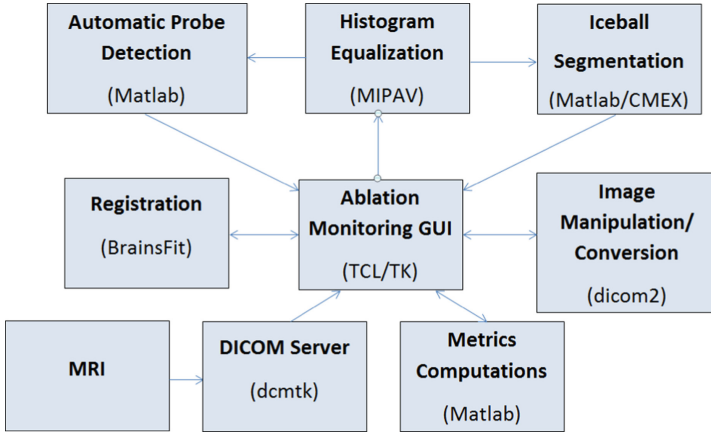 Automatic Probe
Detection
(Matlab)
Histogram
Equalization
(MIPAV)
Iceball
Segmentation
(Matlab/CMEX)
Registration
(BrainsFit)
Ablation
Monitoring GUI
(TCL/TK)
Image
Manipulation/
Conversion
(dicom2)
MRI
DICOM Server
(dcmtk)
Metrics
Computations
(Matlab)